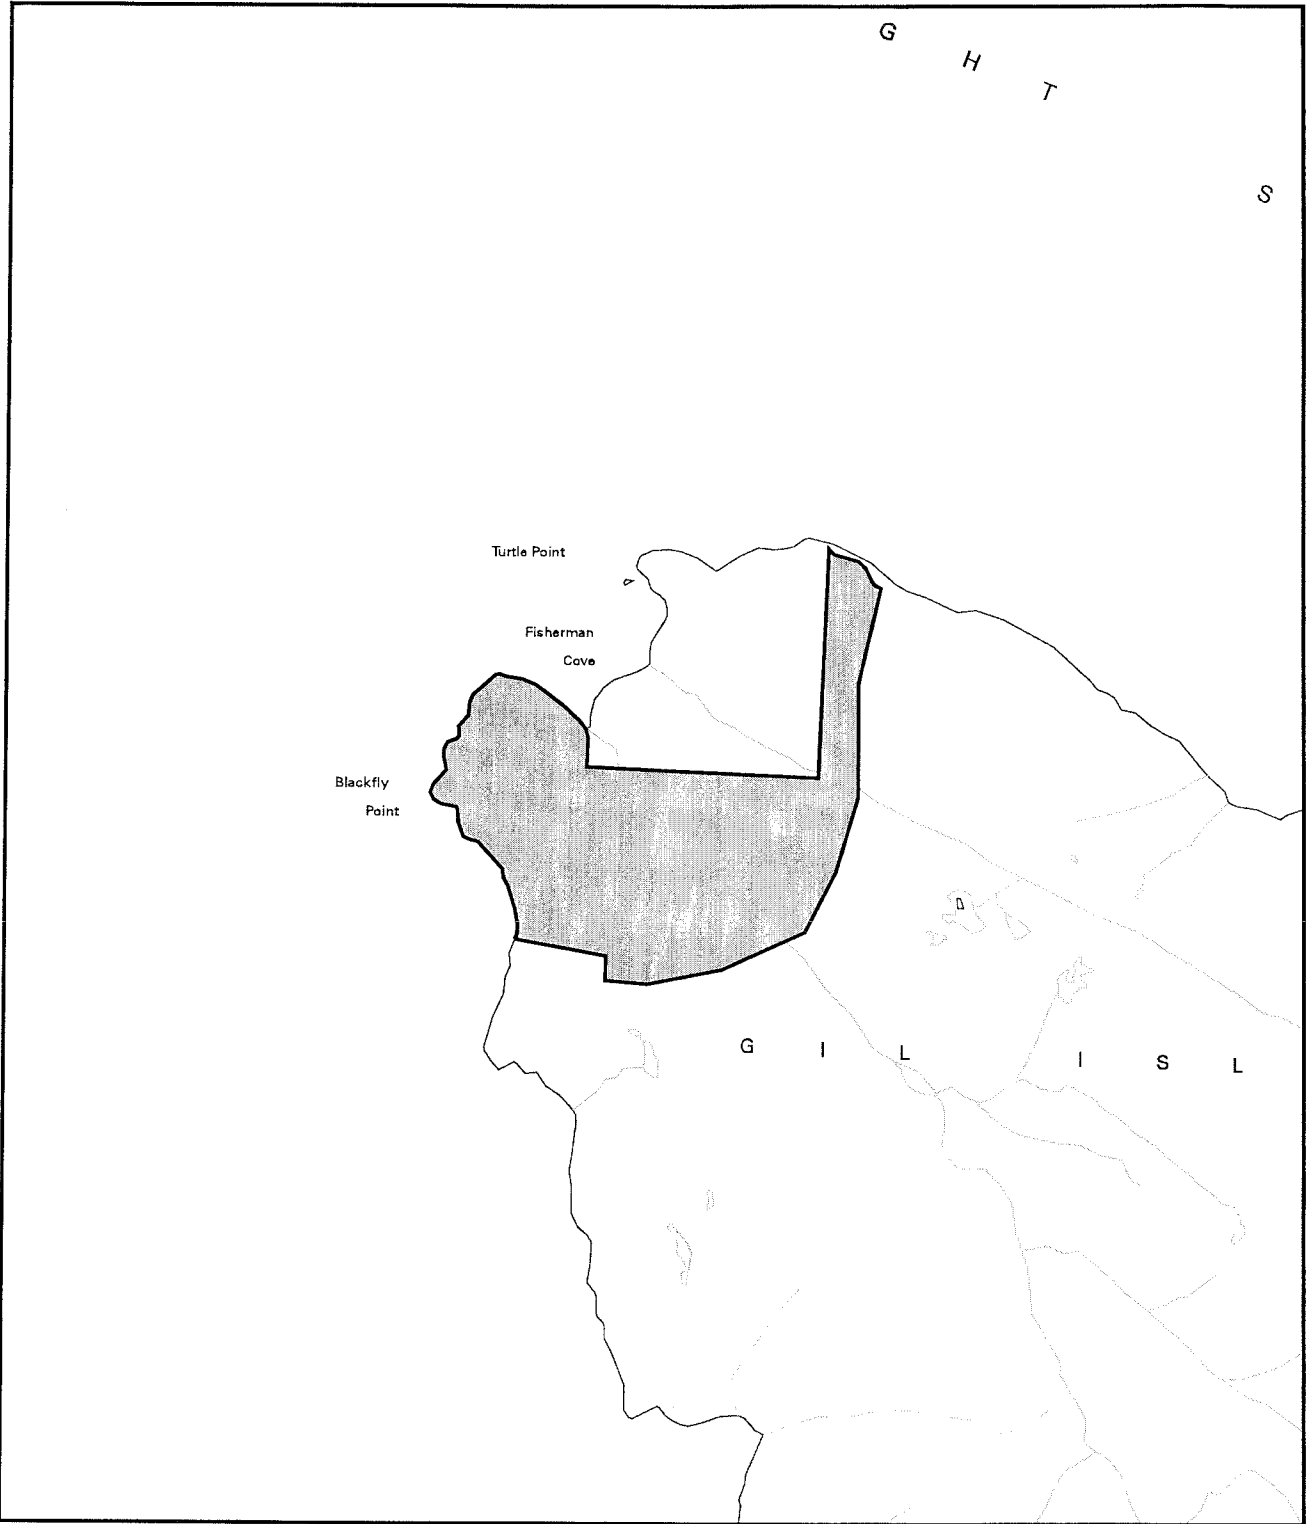 G H T
S
Turtle Point
Fisherman
Cove
Blackfly
Point
G I L I S L